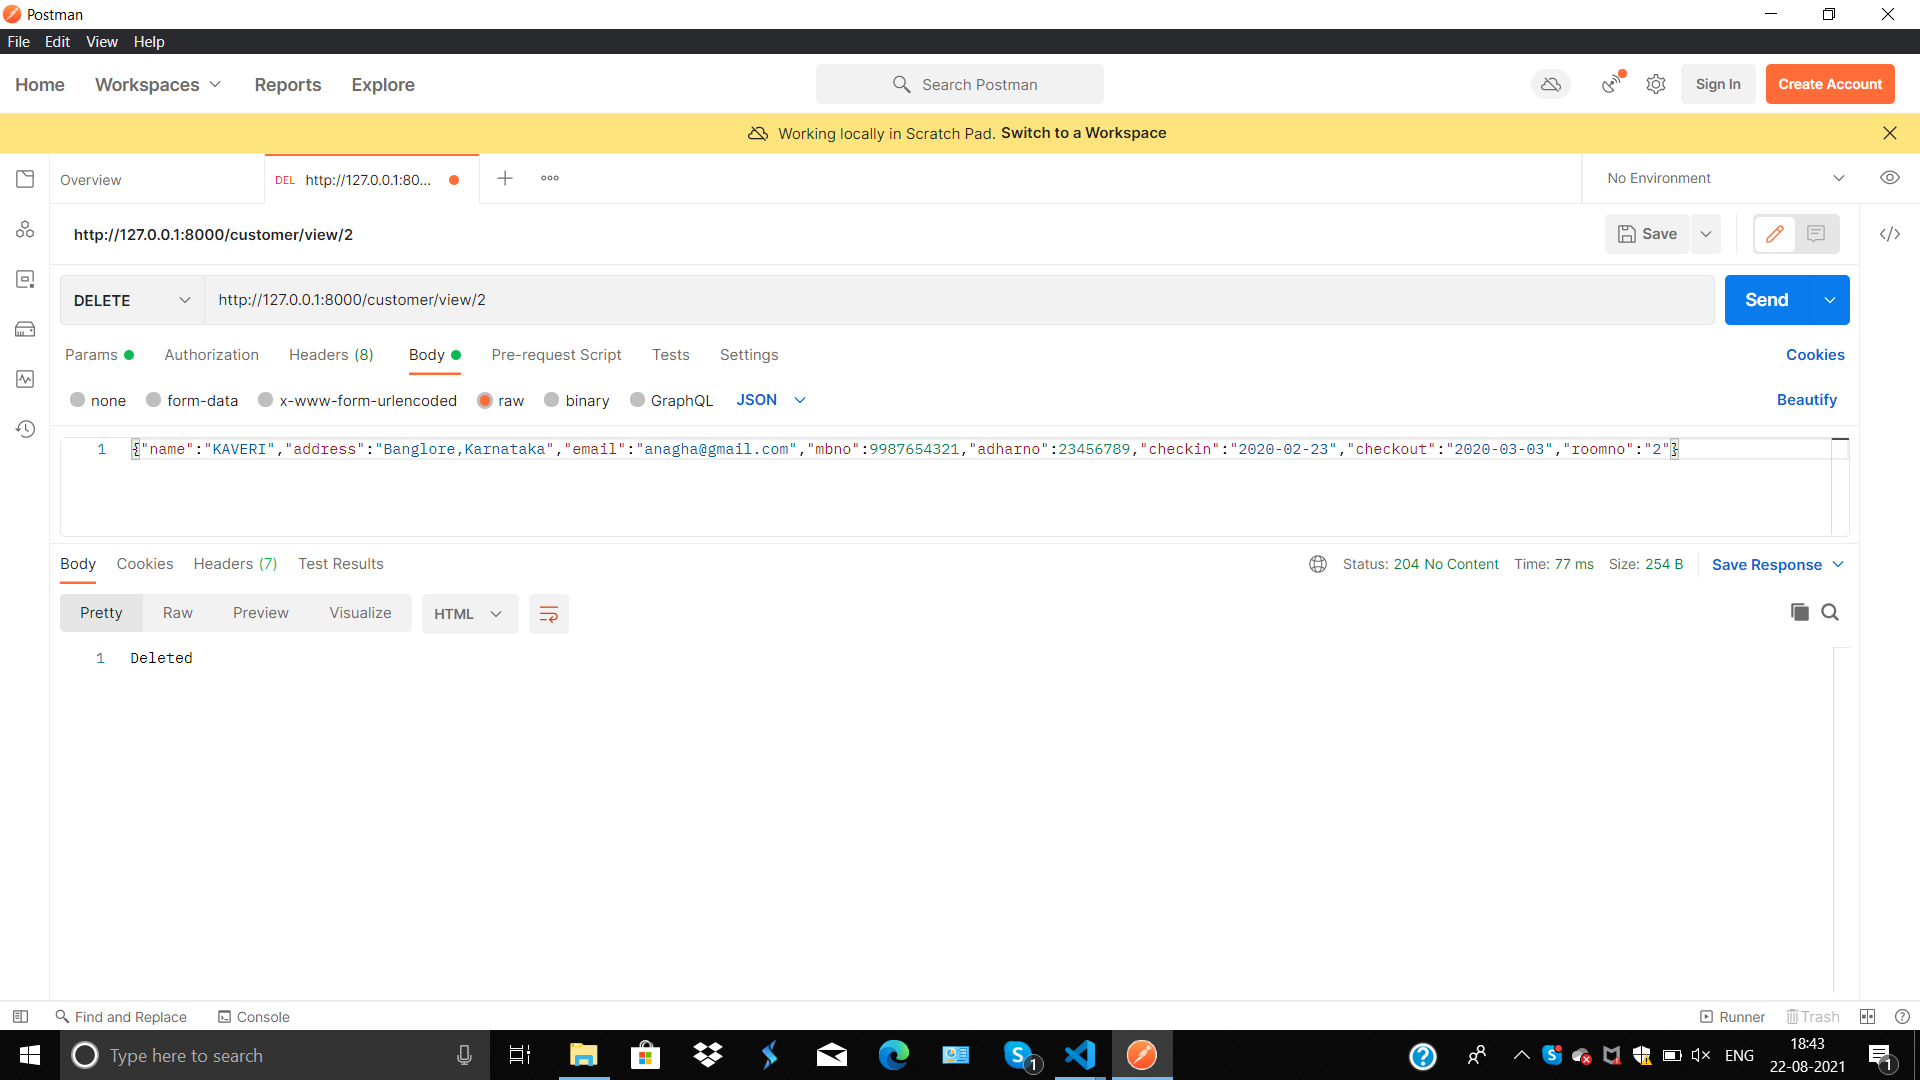 Postman
File Edit View Help
Home Workspaces Reports Explore Search Postman Sign In Create Account
Working locally in Scratch Pad. Switch to a Workspace
Overview DEL http://127.0.0.1:80... No Environment
http://127.0.0.1:8000/customer/view/2 Save
DELETE http://127.0.0.1:8000/customer/view/2 Send
Params Authorization Headers (8) Body Pre-request Script Tests Settings Cookies
none form-data x-www-form-urlencoded raw binary GraphQL JSON Beautify
1 {"name":"KAVERI","address":"Banglore,Karnataka","email":"anagha@gmail.com","mbno":9987654321,"adharno":23456789,"checkin":"2020-02-23","checkout":"2020-03-03","roomno":"2"}
Body Cookies Headers (7) Test Results Status: 204 No Content Time: 77 ms Size: 254 B Save Response
Pretty Raw Preview Visualize HTML
1 Deleted
Find and Replace Console Runner Trash
Type here to search 1 ENG 18:43
22-08-2021 1